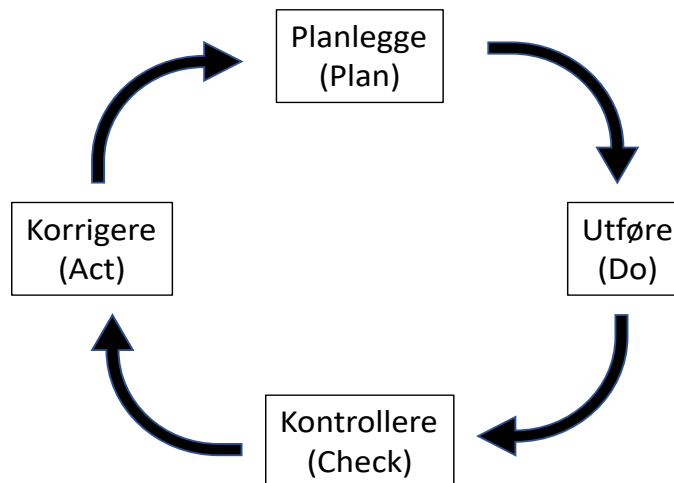 Planlegge
(Plan)
Utføre
(Do)
Kontrollere
(Check)
Korrigere
(Act)